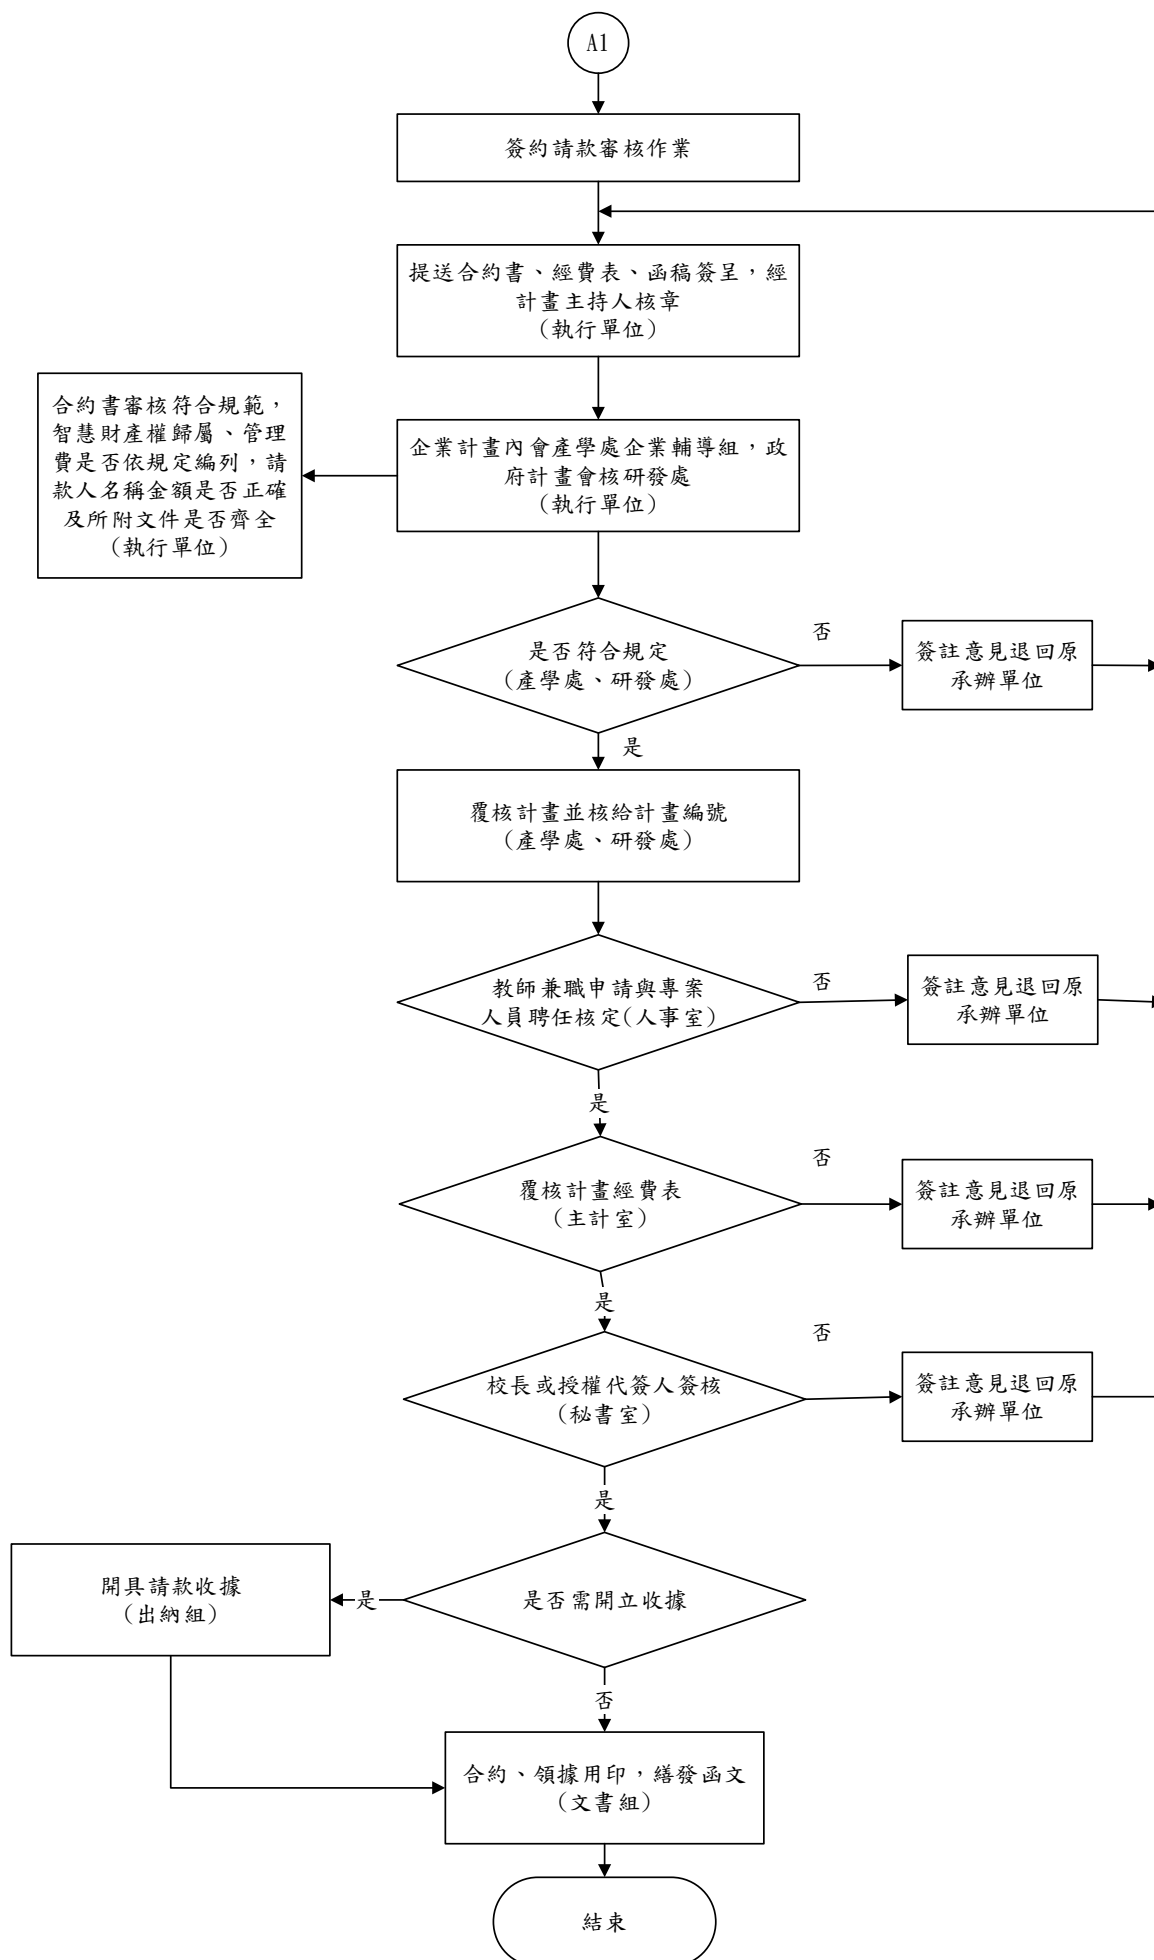 A1
簽約請款審核作業
提送合約書、經費表、函稿簽呈，經
計畫主持人核章
(執行單位)
合約書審核符合規範，
智慧財產權歸屬、管理
費是否依規定編列，請
款人名稱金額是否正確
及所附文件是否齊全
(執行單位)
企業計畫內會產學處企業輔導組，政
府計畫會核研發處
(執行單位)
是否符合規定
(產學處、研發處)
否
簽註意見退回原
承辦單位
是
覆核計畫並核給計畫編號
(產學處、研發處)
教師兼職申請與專案
人員聘任核定(人事室)
否
簽註意見退回原
承辦單位
是
覆核計畫經費表
(主計室)
否
簽註意見退回原
承辦單位
是
校長或授權代簽人簽核
(秘書室)
否
簽註意見退回原
承辦單位
是
是否需開立收據
是
開具請款收據
(出納組)
否
合約、領據用印，繕發函文
(文書組)
結束